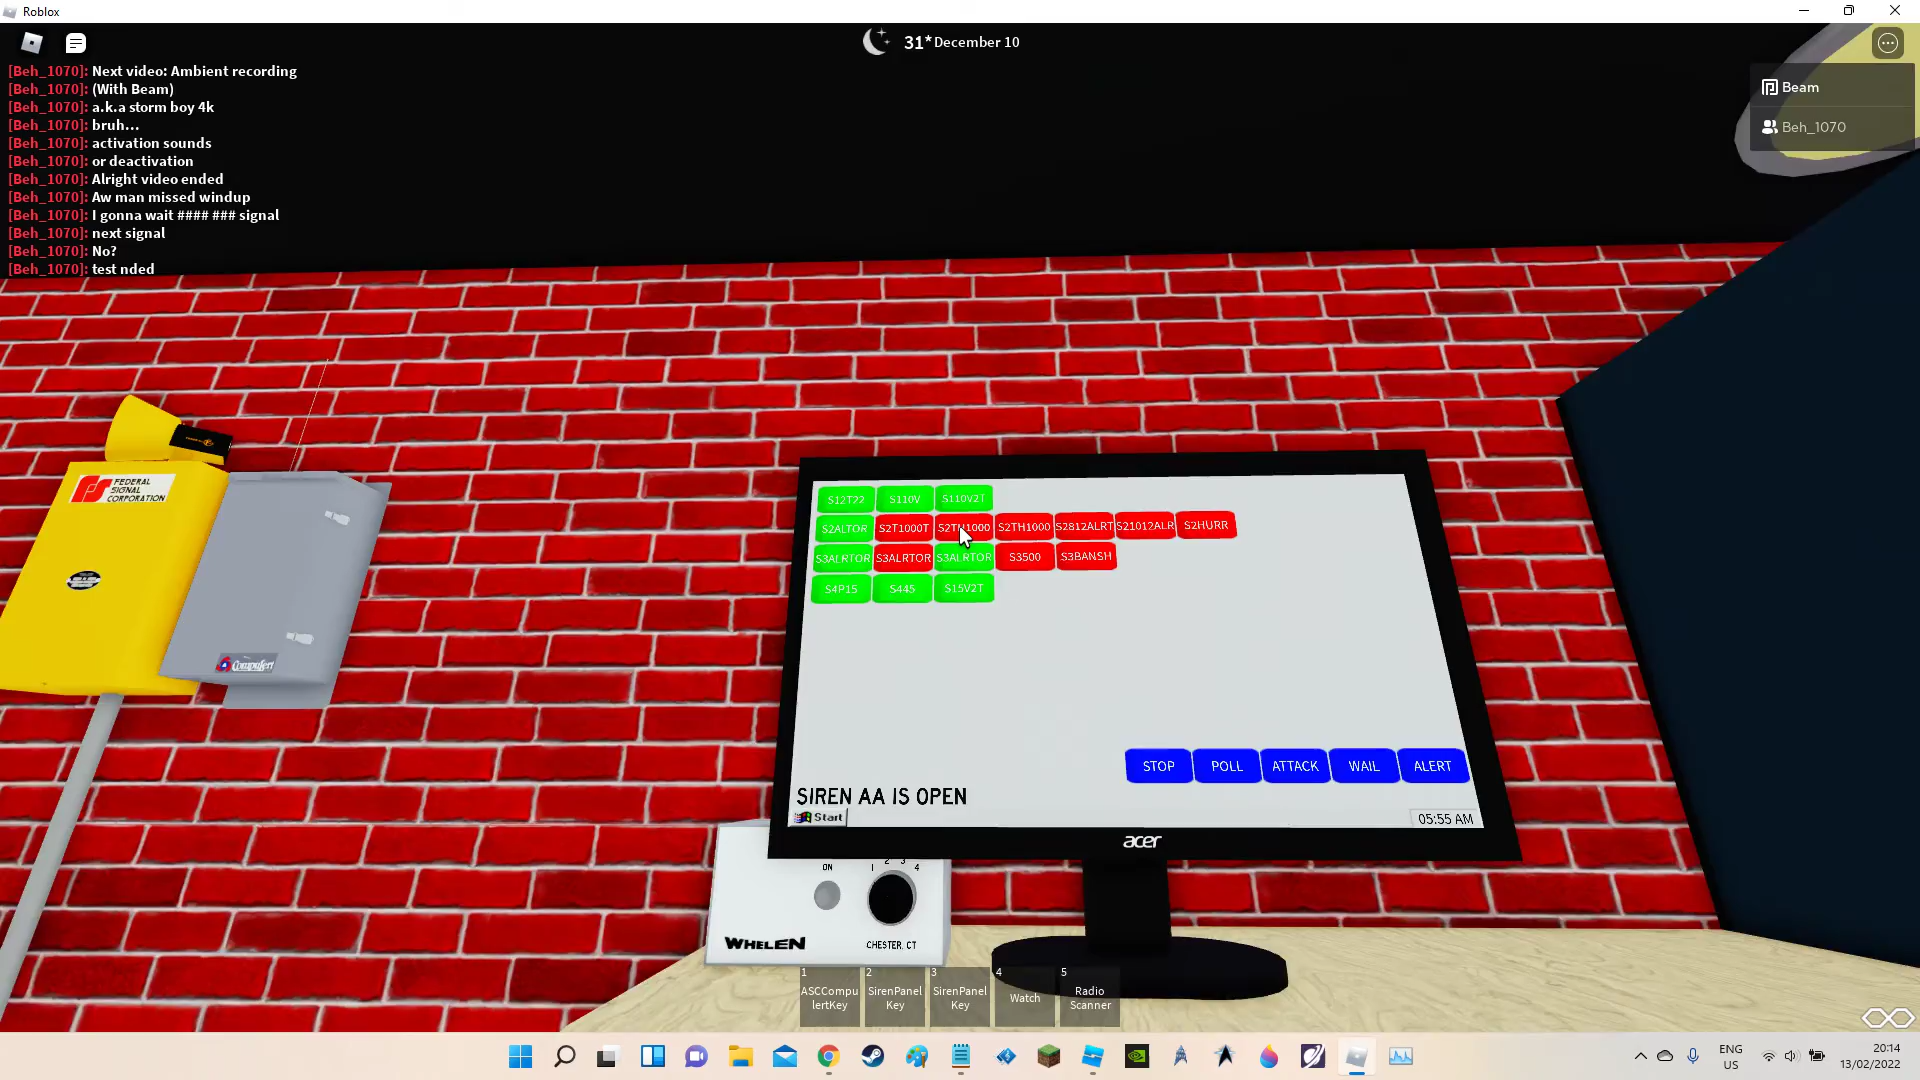 Roblox
31* December 10
[Beh_1070]: Next video: Ambient recording
[Beh_1070]: (With Beam)
[Beh_1070]: a.k.a storm boy 4k
[Beh_1070]: bruh...
[Beh_1070]: activation sounds
[Beh_1070]: or deactivation
[Beh_1070]: Alright video ended
[Beh_1070]: Aw man missed windup
[Beh_1070]: I gonna wait #### ### signal
[Beh_1070]: next signal
[Beh_1070]: No?
[Beh_1070]: test nded
Beam
Beh_1070
FEDERAL
SIGNAL
CORPORATION
Compulert
S12T22 S110V S110V2T
S2ALTOR S2T1000T S2TH1000 S2TH1000 S2812ALRT S21012ALR S2HURR
S3ALRTOR S3ALRTOR S3ALRTOR S3500 S3BANSH
S4P15 S445 S15V2T
STOP POLL ATTACK WAIL ALERT
SIREN AA IS OPEN
Start
05:55 AM
acer
ON
1 2 3 4
WHELEN
CHESTER. CT
1 ASCCompulertKey
2 SirenPanel Key
3 SirenPanel Key
4 Watch
5 Radio Scanner
ENG
US
20:14
13/02/2022